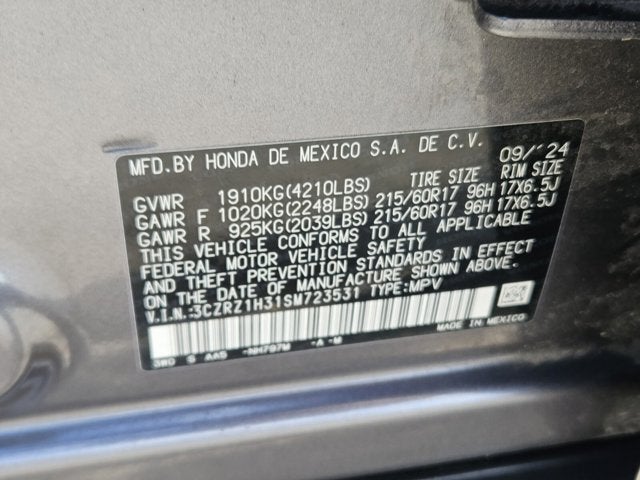 MFD.BY HONDA DE MEXICO S.A. DE C.V. 09/'24
TIRE SIZE RIM SIZE
GVWR 1910KG(4210LBS)
GAWR F 1020KG(2248LBS) 215/60R17 96H 17X6.5J
GAWR R 925KG(2039LBS) 215/60R17 96H 17X6.5J
THIS VEHICLE CONFORMS TO ALL APPLICABLE
FEDERAL MOTOR VEHICLE SAFETY
AND THEFT PREVENTION STANDARDS IN EFFECT
ON THE DATE OF MANUFACTURE SHOWN ABOVE.
V.I.N.:3CZRZ1H31SM723531 TYPE:MPV
3W0 S AAS -NH797M -A -M MADE IN MEXICO